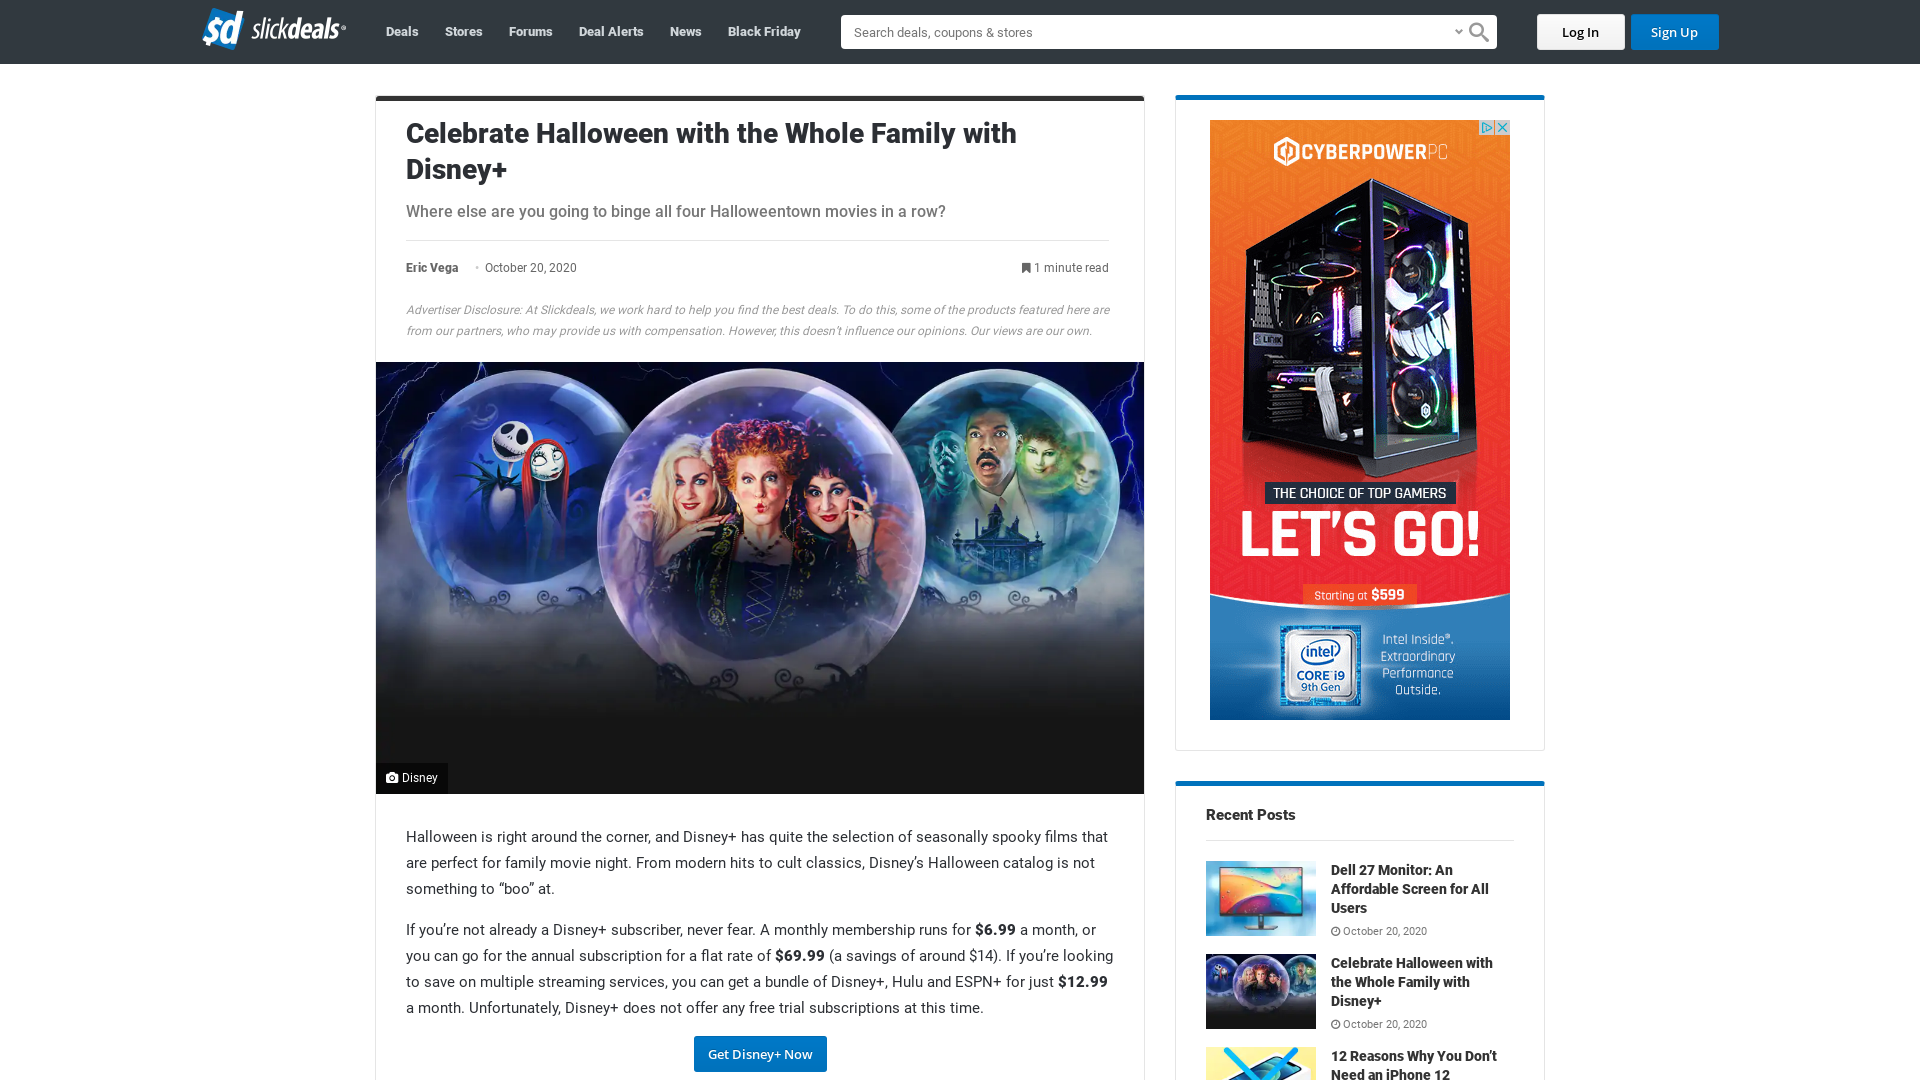 $d slickdeals®
Deals
Stores
Forums
Deal Alerts
News
Black Friday
Search deals, coupons & stores
Log In
Sign Up
Celebrate Halloween with the Whole Family with
Disney+
Where else are you going to binge all four Halloweentown movies in a row?
Eric Vega • October 20, 2020
1 minute read
Advertiser Disclosure: At Slickdeals, we work hard to help you find the best deals. To do this, some of the products featured here are
from our partners, who may provide us with compensation. However, this doesn't influence our opinions. Our views are our own.
Disney
Halloween is right around the corner, and Disney+ has quite the selection of seasonally spooky films that
are perfect for family movie night. From modern hits to cult classics, Disney’s Halloween catalog is not
something to “boo” at.
If you’re not already a Disney+ subscriber, never fear. A monthly membership runs for $6.99 a month, or
you can go for the annual subscription for a flat rate of $69.99 (a savings of around $14). If you’re looking
to save on multiple streaming services, you can get a bundle of Disney+, Hulu and ESPN+ for just $12.99
a month. Unfortunately, Disney+ does not offer any free trial subscriptions at this time.
Get Disney+ Now
CYBERPOWERPC
THE CHOICE OF TOP GAMERS
LET'S GO!
Starting at $599
intel
CORE i9
9th Gen
Intel Inside®.
Extraordinary
Performance
Outside.
Recent Posts
Dell 27 Monitor: An
Affordable Screen for All
Users
October 20, 2020
Celebrate Halloween with
the Whole Family with
Disney+
October 20, 2020
12 Reasons Why You Don’t
Need an iPhone 12